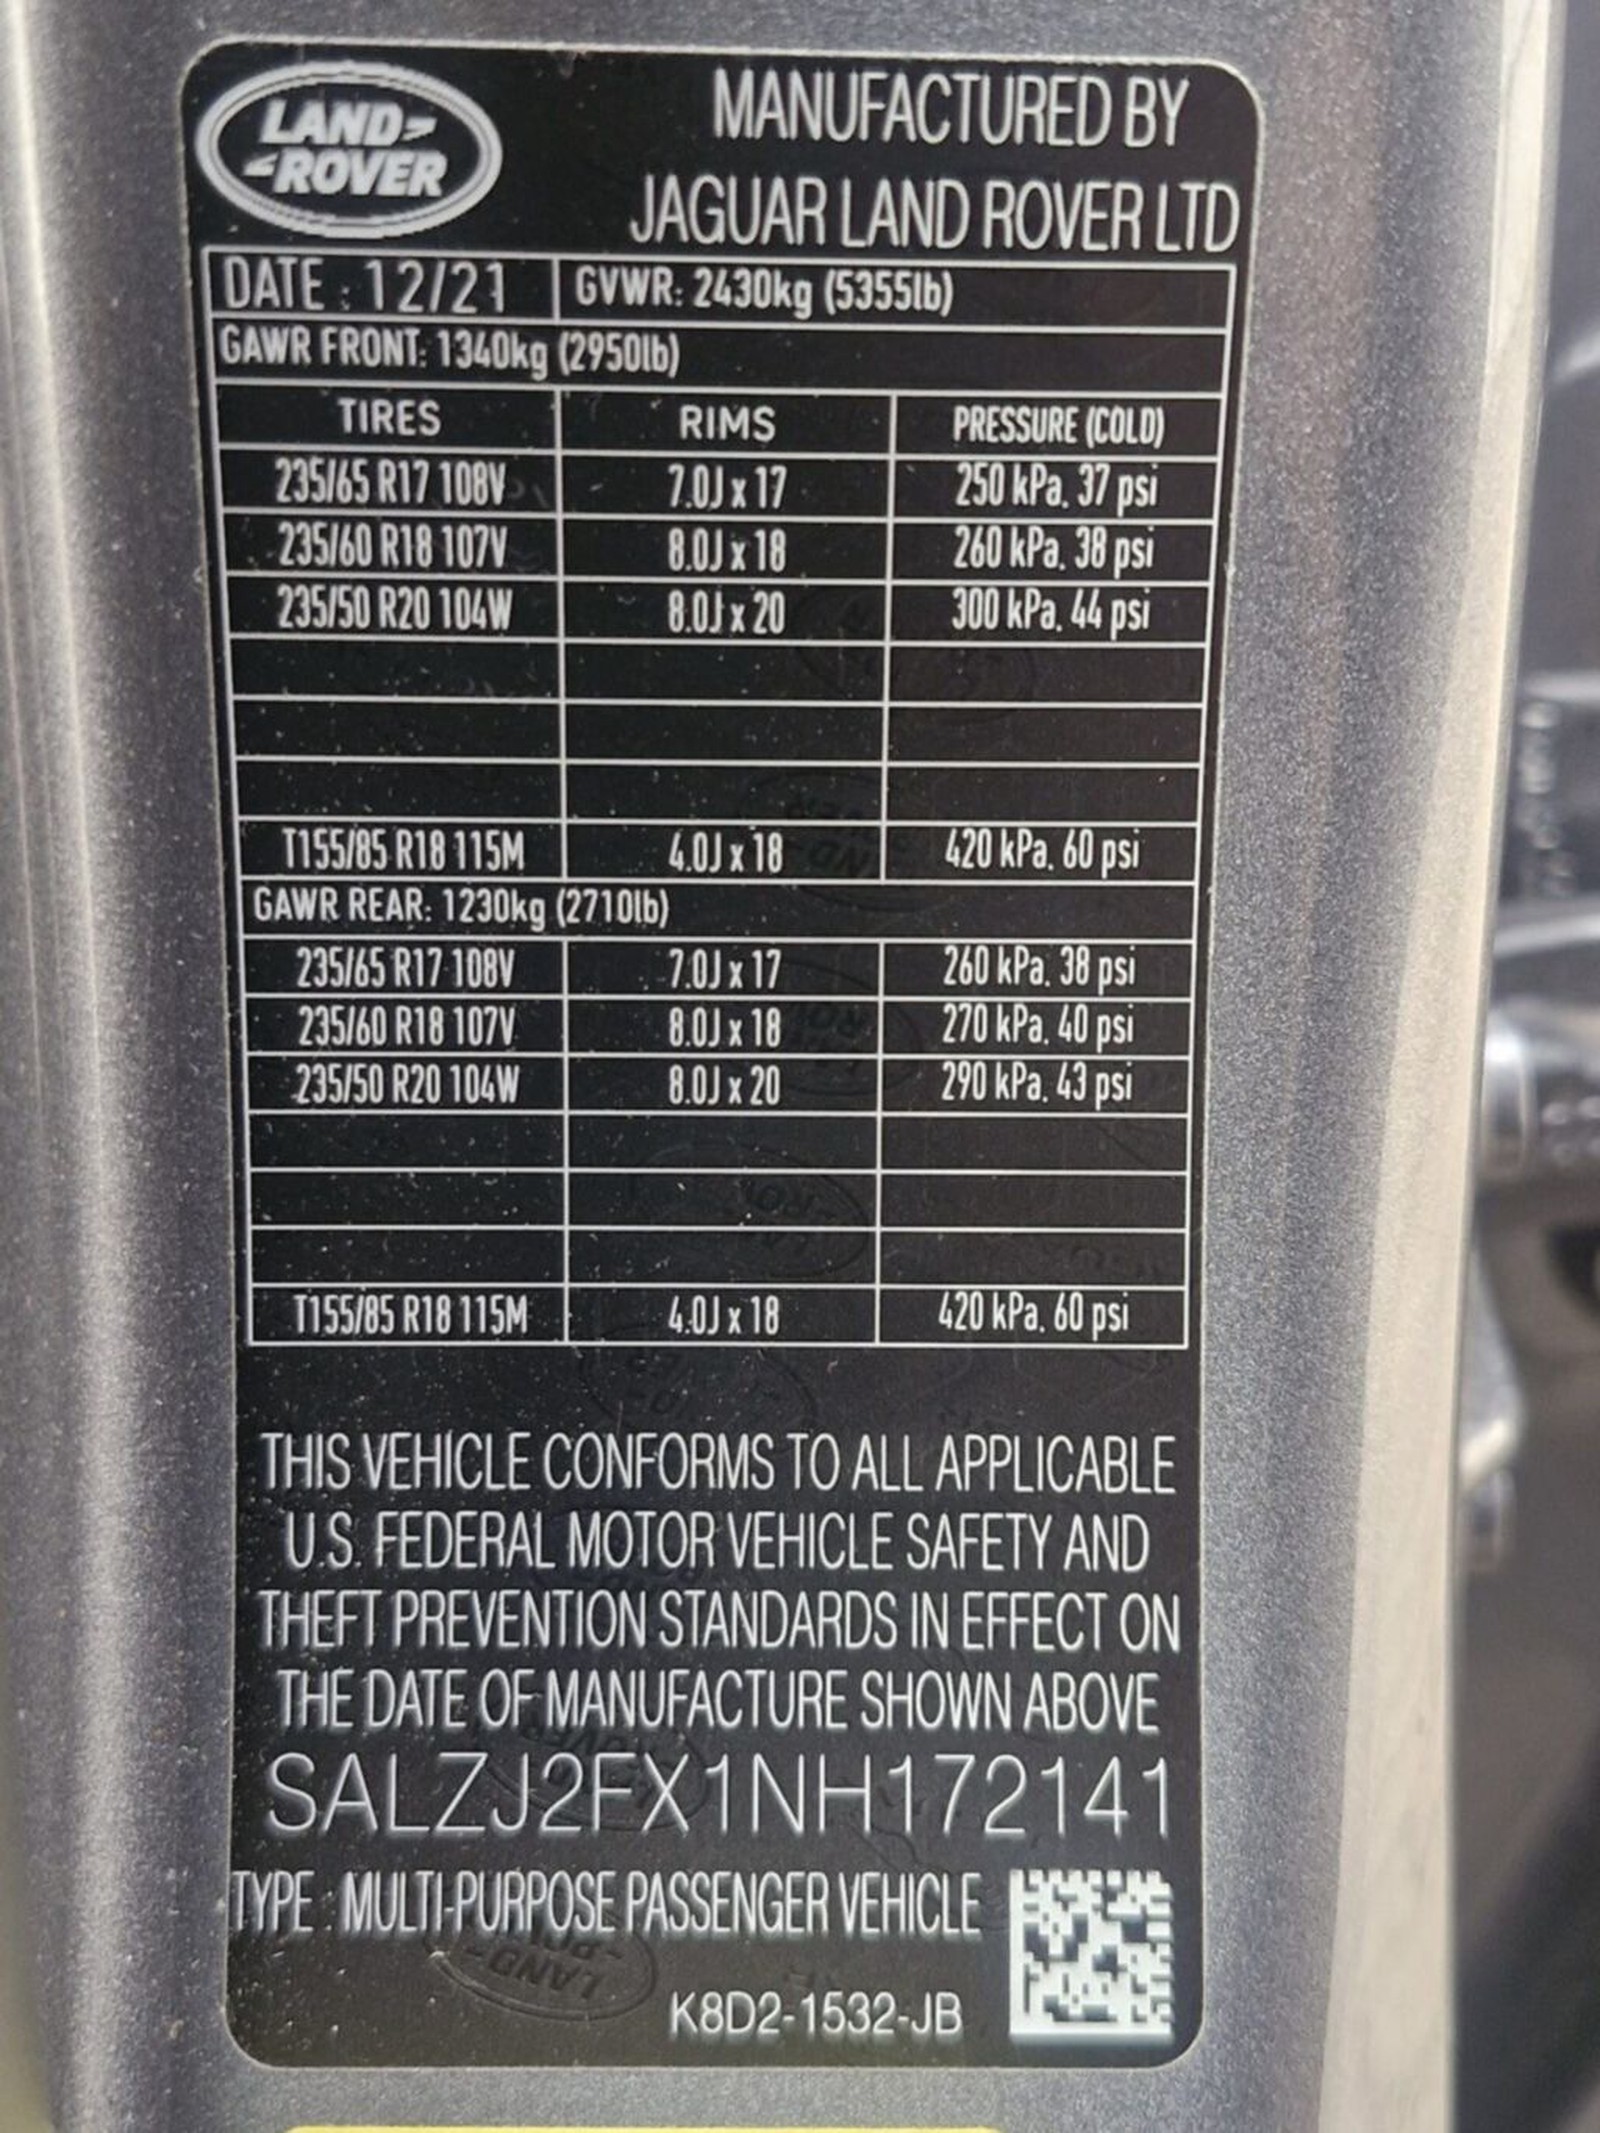 LAND
ROVER
MANUFACTURED BY
JAGUAR LAND ROVER LTD
DATE : 12/21 GVWR: 2430kg (5355lb)
GAWR FRONT: 1340kg (2950lb)
TIRES RIMS PRESSURE (COLD)
235/65 R17 108V 7.0J x 17 250 kPa. 37 psi
235/60 R18 107V 8.0J x 18 260 kPa. 38 psi
235/50 R20 104W 8.0J x 20 300 kPa. 44 psi
T155/85 R18 115M 4.0J x 18 420 kPa. 60 psi
GAWR REAR: 1230kg (2710lb)
235/65 R17 108V 7.0J x 17 260 kPa. 38 psi
235/60 R18 107V 8.0J x 18 270 kPa. 40 psi
235/50 R20 104W 8.0J x 20 290 kPa. 43 psi
T155/85 R18 115M 4.0J x 18 420 kPa. 60 psi
THIS VEHICLE CONFORMS TO ALL APPLICABLE
U.S. FEDERAL MOTOR VEHICLE SAFETY AND
THEFT PREVENTION STANDARDS IN EFFECT ON
THE DATE OF MANUFACTURE SHOWN ABOVE
SALZJ2FX1NH172141
TYPE : MULTI-PURPOSE PASSENGER VEHICLE
K8D2-1532-JB